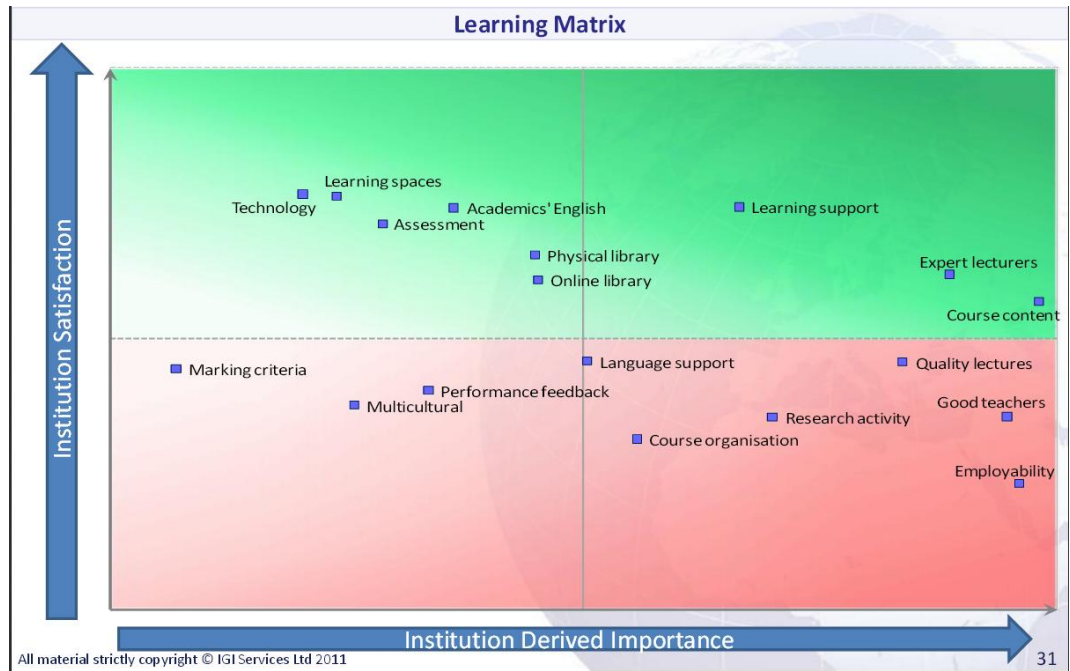 Learning Matrix
Institution Satisfaction
Learning spaces
Technology
Academics' English
Learning support
Assessment
Physical library
Expert lecturers
Online library
Course content
Language support
Quality lectures
Marking criteria
Performance feedback
Good teachers
Multicultural
Research activity
Course organisation
Employability
Institution Derived Importance
All material strictly copyright © IGI Services Ltd 2011
31